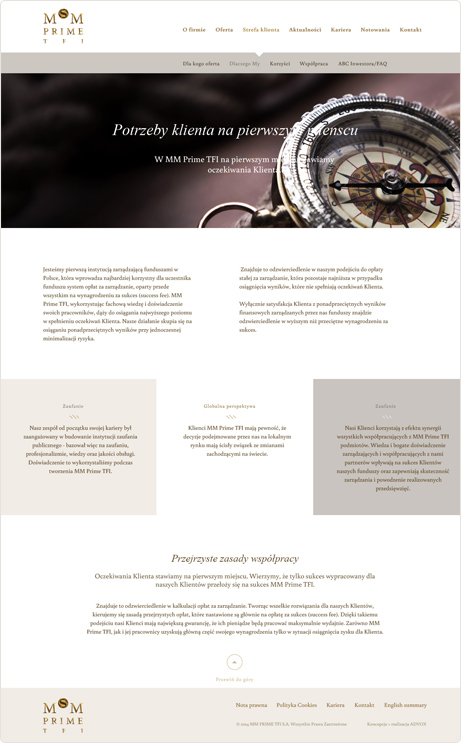 M M
PRIME
T F I
O firmie Oferta Strefa klienta Aktualności Kariera Notowania Kontakt
Dla kogo oferta Dlaczego My Korzyści Współpraca ABC Inwestora/FAQ
Potrzeby klienta na pierwszym miejscu
W MM Prime TFI na pierwszym miejscu stawiamy
oczekiwania Klienta
Jesteśmy pierwszą instytucją zarządzającą funduszami w
Polsce, która wprowadza najbardziej korzystny dla uczestnika
funduszu system opłat za zarządzanie, oparty przede
wszystkim na wynagrodzeniu za sukces (success fee). MM
Prime TFI, wykorzystując fachową wiedzę i doświadczenie
swoich pracowników, dąży do osiągania najwyższego poziomu
w spełnieniu oczekiwań Klienta. Nasze działanie skupia się na
osiąganiu ponadprzeciętnych wyników przy jednoczesnej
minimalizacji ryzyka.
Znajduje to odzwierciedlenie w naszym podejściu do opłaty
stałej za zarządzanie, która pozostaje najniższa w przypadku
osiągnięcia wyników, które nie spełniają oczekiwań Klienta.
Wyłącznie satysfakcja Klienta z ponadprzeciętnych wyników
finansowych zarządzanych przez nas funduszy znajdzie
odzwierciedlenie w wyższym niż przeciętne wynagrodzeniu za
sukces.
Zaufanie
Nasz zespół od początku swojej kariery był
zaangażowany w budowanie instytucji zaufania
publicznego - bazował więc na zaufaniu,
profesjonalizmie, wiedzy oraz jakości obsługi.
Doświadczenie to wykorzystaliśmy podczas
tworzenia MM Prime TFI.
Globalna perspektywa
Klienci MM Prime TFI mają pewność, że
decyzje podejmowane przez nas na lokalnym
rynku mają ścisły związek ze zmianami
zachodzącymi na świecie.
Zaufanie
Nasi Klienci korzystają z efektu synergii
wszystkich współpracujących z MM Prime TFI
podmiotów. Wiedza i bogate doświadczenie
zarządzających i współpracujących z nami
partnerów wpływają na sukces Klientów
naszych funduszy oraz zapewniają skuteczność
zarządzania i powodzenie realizowanych
przedsięwzięć.
Przejrzyste zasady współpracy
Oczekiwania Klienta stawiamy na pierwszym miejscu. Wierzymy, że tylko sukces wypracowany dla
naszych Klientów przełoży się na sukces MM Prime TFI.
Znajduje to odzwierciedlenie w kalkulacji opłat za zarządzanie. Tworząc wszelkie rozwiązania dla naszych Klientów,
kierujemy się zasadą przejrzystych opłat, które nastawione są głównie na opłatę za sukces (success fee). Dzięki takiemu
podejściu nasi Klienci mają największą gwarancję, że ich pieniądze będą pracować maksymalnie wydajnie. Zarówno MM
Prime TFI, jak i jej pracownicy uzyskują główną część swojego wynagrodzenia tylko w sytuacji osiągnięcia zysku dla Klienta.
Przewiń do góry
M M
PRIME
T F I
Nota prawna Polityka Cookies Kariera Kontakt English summary
© 2014 MM PRIME TFI S.A. Wszystkie Prawa Zastrzeżone Koncepcja + realizacja ADWEB